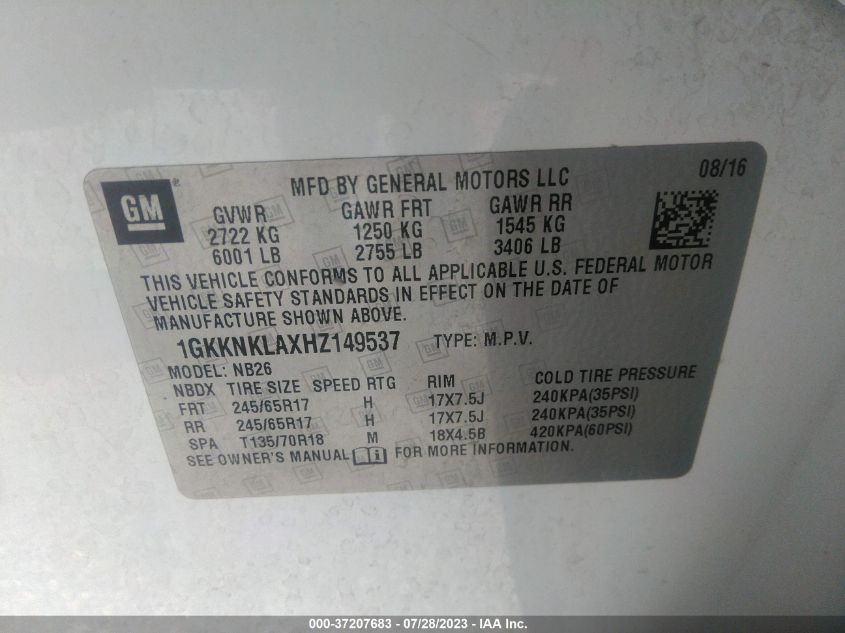 GM®
MFD BY GENERAL MOTORS LLC
08/16
GVWR GAWR FRT GAWR RR
2722 KG 1250 KG 1545 KG
6001 LB 2755 LB 3406 LB
THIS VEHICLE CONFORMS TO ALL APPLICABLE U.S. FEDERAL MOTOR
VEHICLE SAFETY STANDARDS IN EFFECT ON THE DATE OF
MANUFACTURE SHOWN ABOVE.
1GKKNKLAXHZ149537 TYPE: M.P.V.
MODEL: NB26
NBDX TIRE SIZE SPEED RTG RIM COLD TIRE PRESSURE
FRT 245/65R17 H 17X7.5J 240KPA(35PSI)
RR 245/65R17 H 17X7.5J 240KPA(35PSI)
SPA T135/70R18 M 18X4.5B 420KPA(60PSI)
SEE OWNER'S MANUAL FOR MORE INFORMATION.
000-37207683 - 07/28/2023 - IAA Inc.